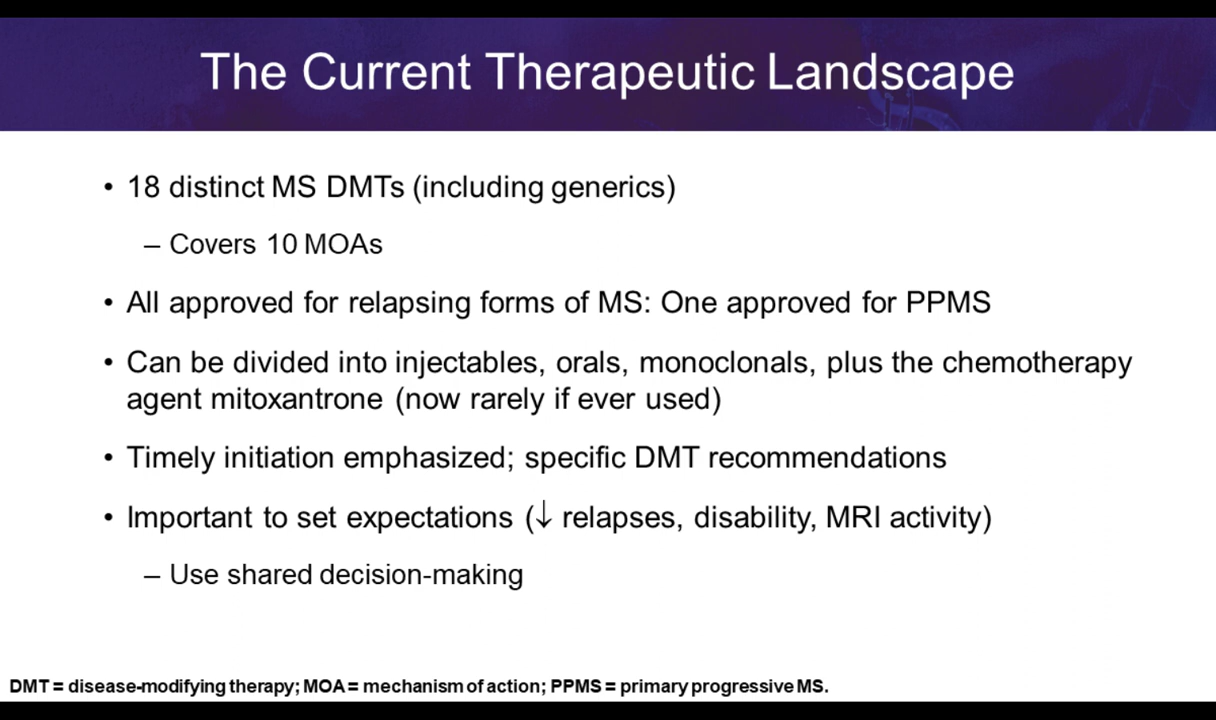 The Current Therapeutic Landscape
• 18 distinct MS DMTs (including generics)
– Covers 10 MOAs
• All approved for relapsing forms of MS: One approved for PPMS
• Can be divided into injectables, orals, monoclonals, plus the chemotherapy
agent mitoxantrone (now rarely if ever used)
• Timely initiation emphasized; specific DMT recommendations
• Important to set expectations (↓ relapses, disability, MRI activity)
– Use shared decision-making
DMT = disease-modifying therapy; MOA = mechanism of action; PPMS = primary progressive MS.